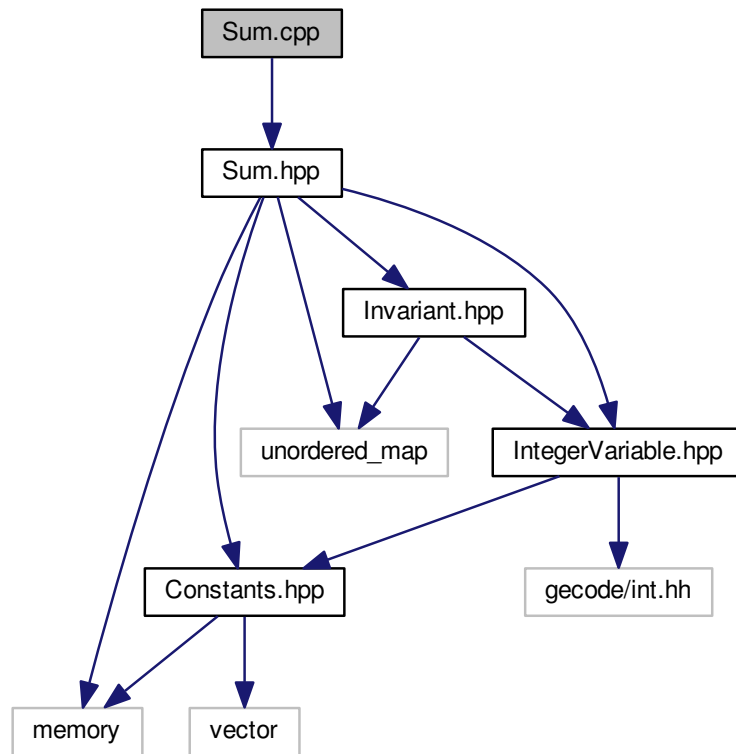 Sum.cpp
Sum.hpp
Invariant.hpp
unordered_map
IntegerVariable.hpp
Constants.hpp
gecode/int.hh
memory
vector